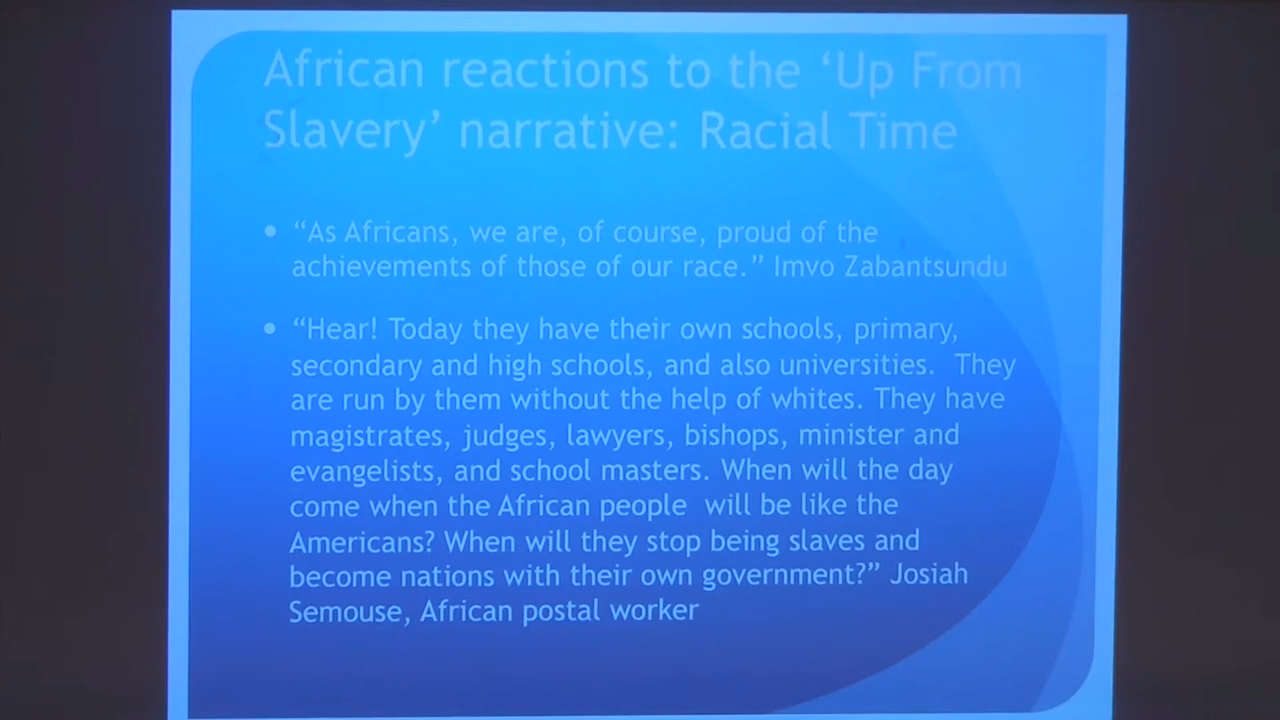 African reactions to the ‘Up From
Slavery’ narrative: Racial Time
• “As Africans, we are, of course, proud of the
achievements of those of our race.” Imvo Zabantsundu
• “Hear! Today they have their own schools, primary,
secondary and high schools, and also universities.  They
are run by them without the help of whites. They have
magistrates, judges, lawyers, bishops, minister and
evangelists, and school masters. When will the day
come when the African people  will be like the
Americans? When will they stop being slaves and
become nations with their own government?” Josiah
Semouse, African postal worker